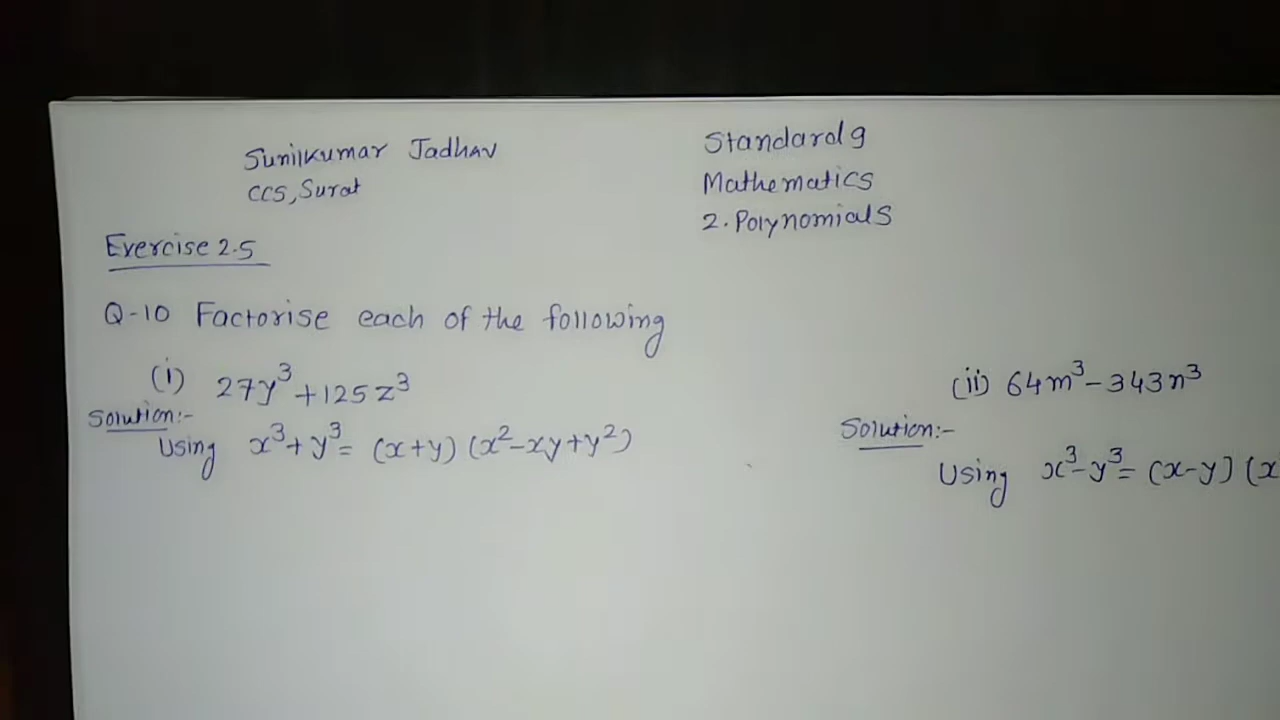 Sunilkumar Jadhav
CCS, Surat
Standard 9
Mathematics
2. Polynomials
Exercise 2.5
Q-10 Factorise each of the following
(i) 27y³ + 125z³
Solution:-
Using x³ + y³ = (x+y) (x² - xy + y²)
(ii) 64m³ - 343n³
Solution:-
Using x³ - y³ = (x-y) (x